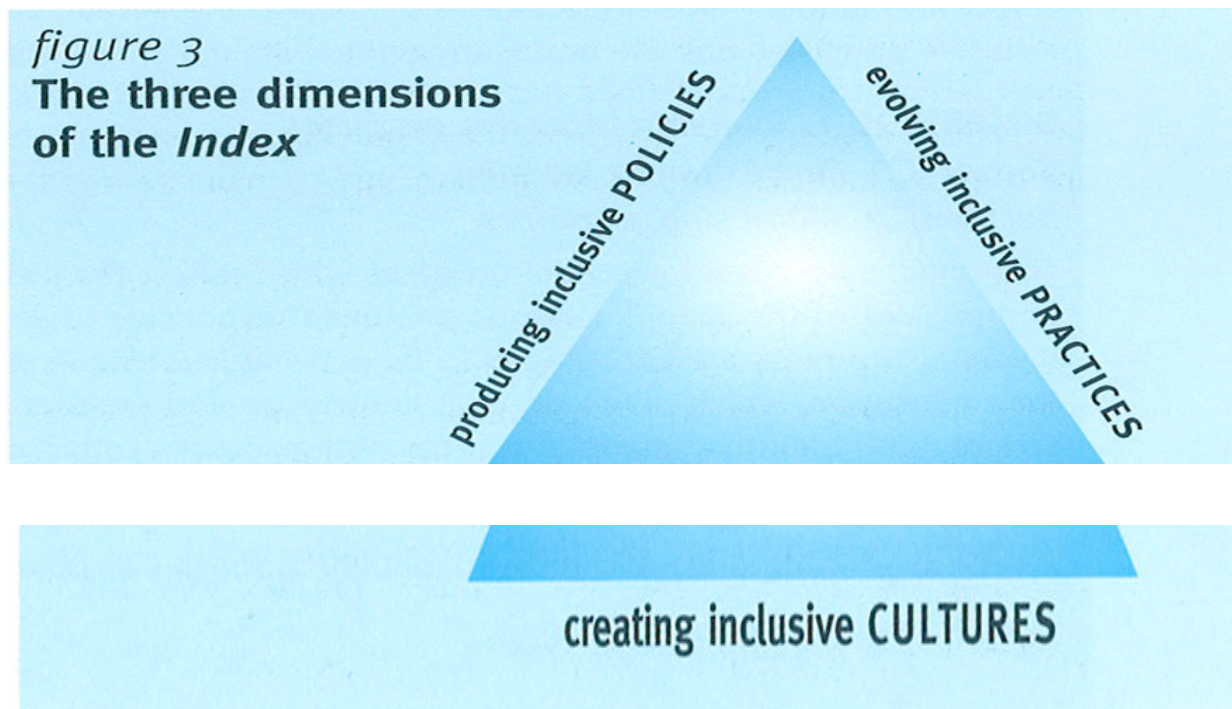 figure 3
The three dimensions
of the Index
producing inclusive POLICIES
evolving inclusive PRACTICES
creating inclusive CULTURES